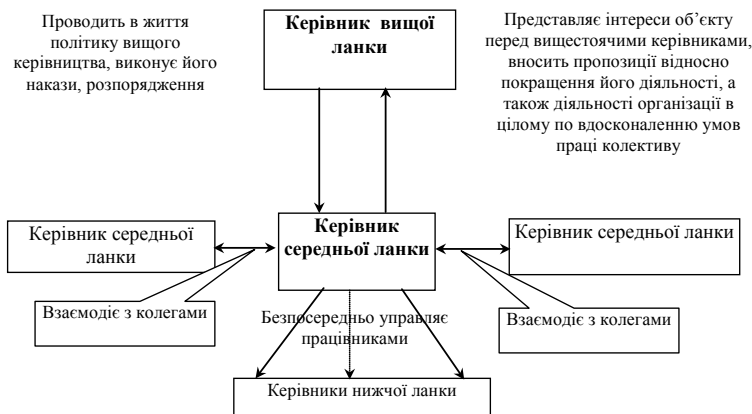 Проводить в життя
політику вищого
керівництва, виконує його
накази, розпорядження
Керівник вищої
ланки
Представляє інтереси об’єкту
перед вищестоячими керівниками,
вносить пропозиції відносно
покращення його діяльності, а
також діяльності організації в
цілому по вдосконаленню умов
праці колективу
Керівник середньої
ланки
Керівник
середньої ланки
Керівник середньої ланки
Взаємодіє з колегами
Безпосередньо управляє
працівниками
Взаємодіє з колегами
Керівники нижчої ланки